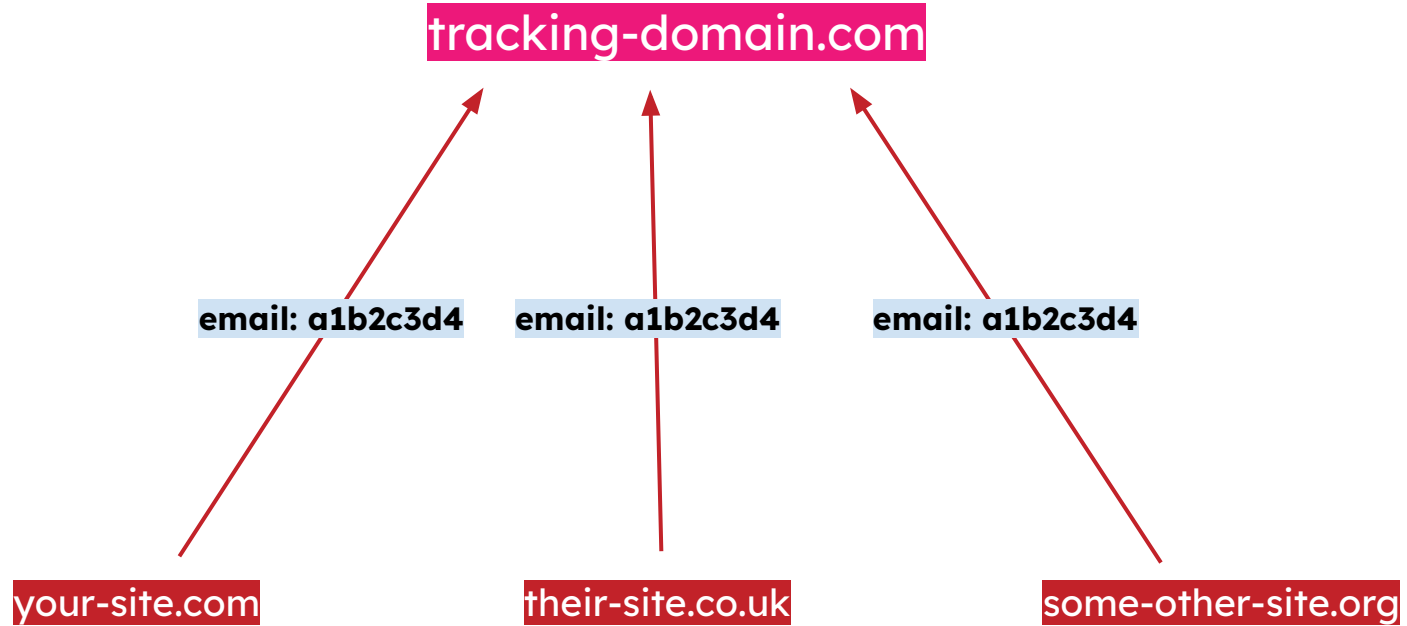 tracking-domain.com
email: a1b2c3d4
email: a1b2c3d4
email: a1b2c3d4
your-site.com
their-site.co.uk
some-other-site.org